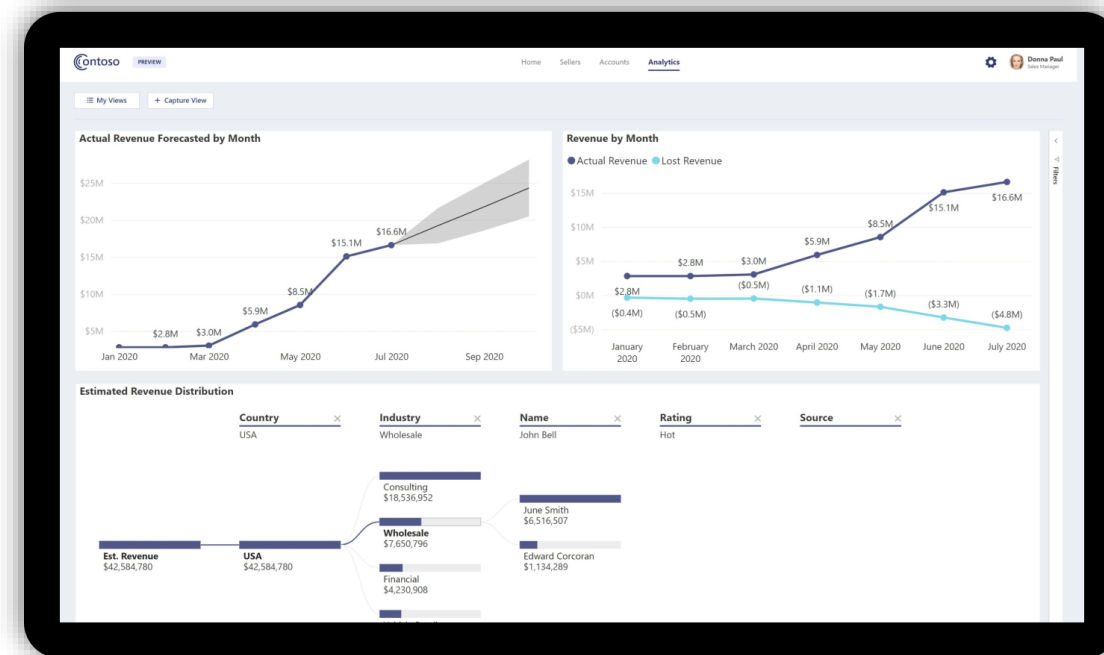 Contoso
PREVIEW
Home Sellers Accounts Analytics
Donna Paul
Sales Manager
My Views
+ Capture View
Actual Revenue Forecasted by Month
$25M
$20M
$15M
$10M
$5M
$2.8M
$3.0M
$5.9M
$8.5M
$15.1M
$16.6M
Jan 2020 Mar 2020 May 2020 Jul 2020 Sep 2020
Revenue by Month
Actual Revenue Lost Revenue
$15M
$10M
$5M
$0M
($5M)
$2.8M
$2.8M
$3.0M
$5.9M
$8.5M
$15.1M
$16.6M
($0.4M)
($0.5M)
($0.5M)
($1.1M)
($1.7M)
($3.3M)
($4.8M)
January
2020
February
2020
March 2020 April 2020 May 2020 June 2020 July 2020
Filters
Estimated Revenue Distribution
Country Industry Name Rating Source
USA Wholesale John Bell Hot
Est. Revenue
$42,584,780
USA
$42,584,780
Consulting
$18,536,952
Wholesale
$7,650,796
Financial
$4,230,908
June Smith
$6,516,507
Edward Corcoran
$1,134,289